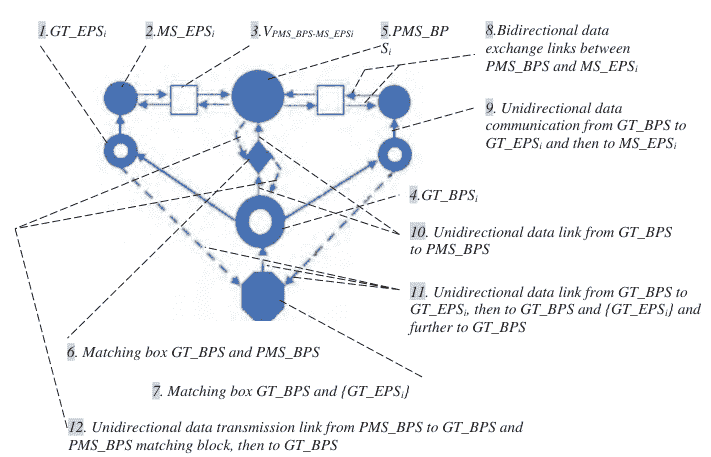 1.GT_EPSi
2.MS_EPSi
3.VPMS_BPS-MS_EPSi
5.PMS_BP
Si
8.Bidirectional data
exchange links between
PMS_BPS and MS_EPSi
9. Unidirectional data
communication from GT_BPS to
GT_EPSi and then to MS_EPSi
4.GT_BPSi
10. Unidirectional data link from GT_BPS
to PMS_BPS
11. Unidirectional data link from GT_BPS to
GT_EPSi, then to GT_BPS and {GT_EPSi} and
further to GT_BPS
6. Matching box GT_BPS and PMS_BPS
7. Matching box GT_BPS and {GT_EPSi}
12. Unidirectional data transmission link from PMS_BPS to GT_BPS and
PMS_BPS matching block, then to GT_BPS